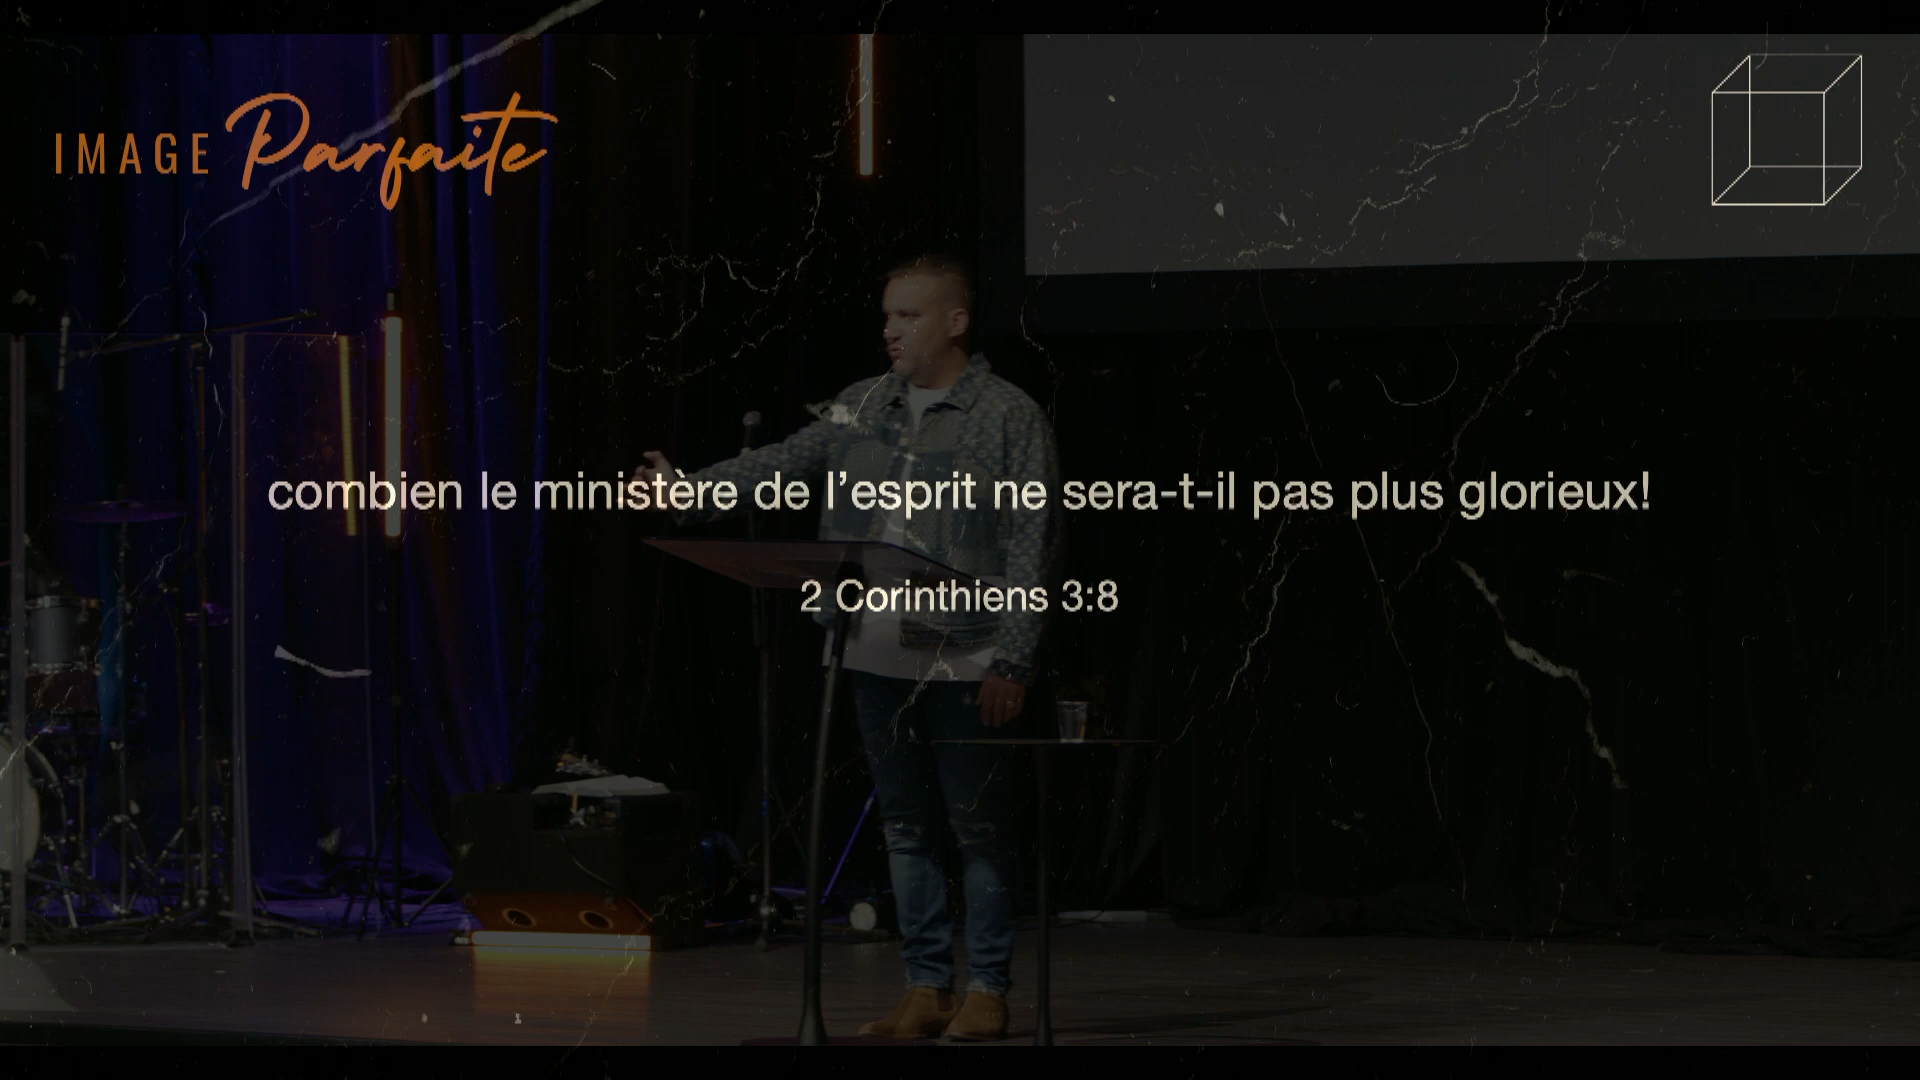 IMAGE Parfaite
combien le ministère de l’esprit ne sera-t-il pas plus glorieux!
2 Corinthiens 3:8